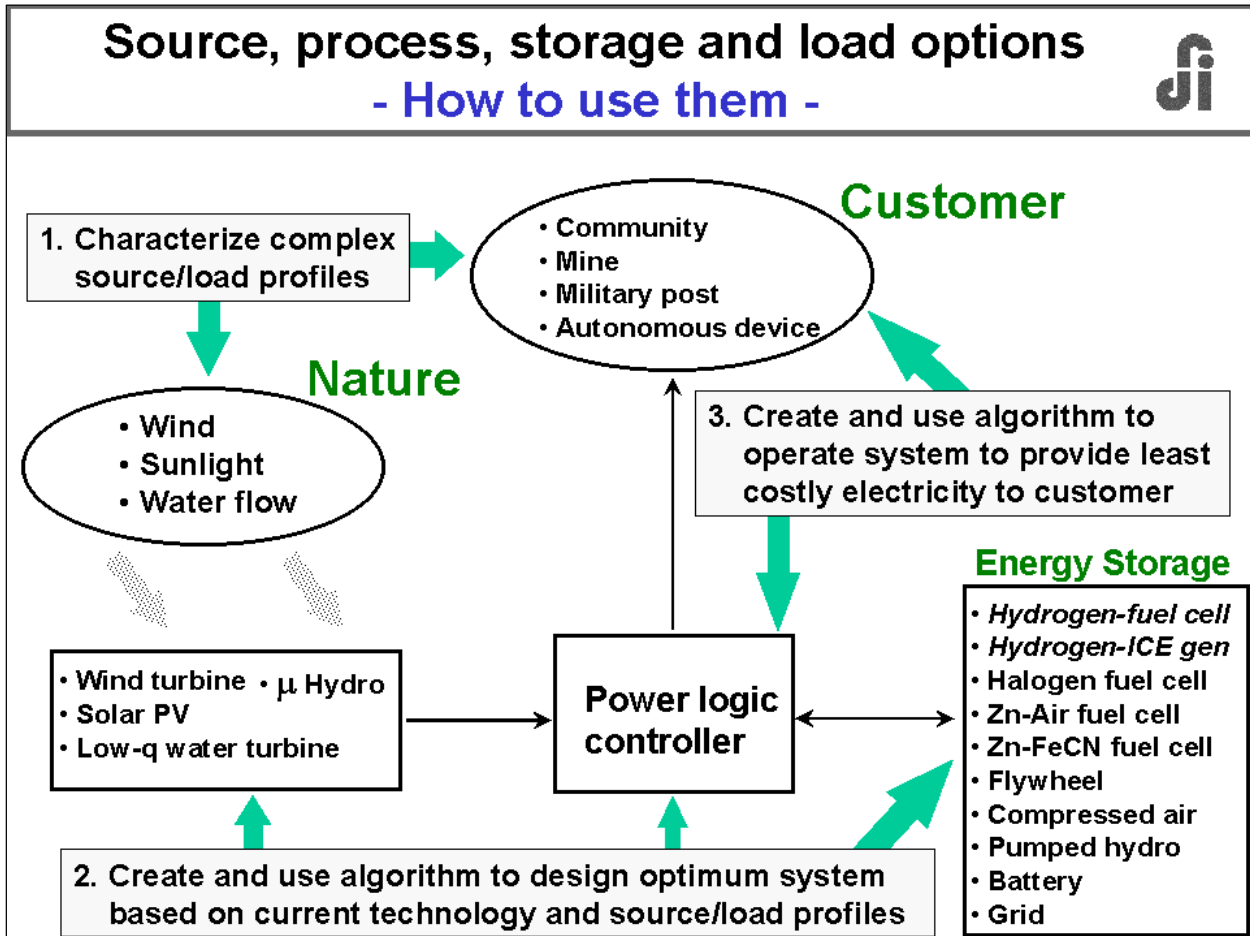 Source, process, storage and load options
- How to use them -
Customer
1. Characterize complex
source/load profiles
• Community
• Mine
• Military post
• Autonomous device
Nature
• Wind
• Sunlight
• Water flow
3. Create and use algorithm to
operate system to provide least
costly electricity to customer
Energy Storage
• Hydrogen-fuel cell
• Hydrogen-ICE gen
• Halogen fuel cell
• Zn-Air fuel cell
• Zn-FeCN fuel cell
• Flywheel
• Compressed air
• Pumped hydro
• Battery
• Grid
• Wind turbine • μ Hydro
• Solar PV
• Low-q water turbine
Power logic
controller
2. Create and use algorithm to design optimum system
based on current technology and source/load profiles